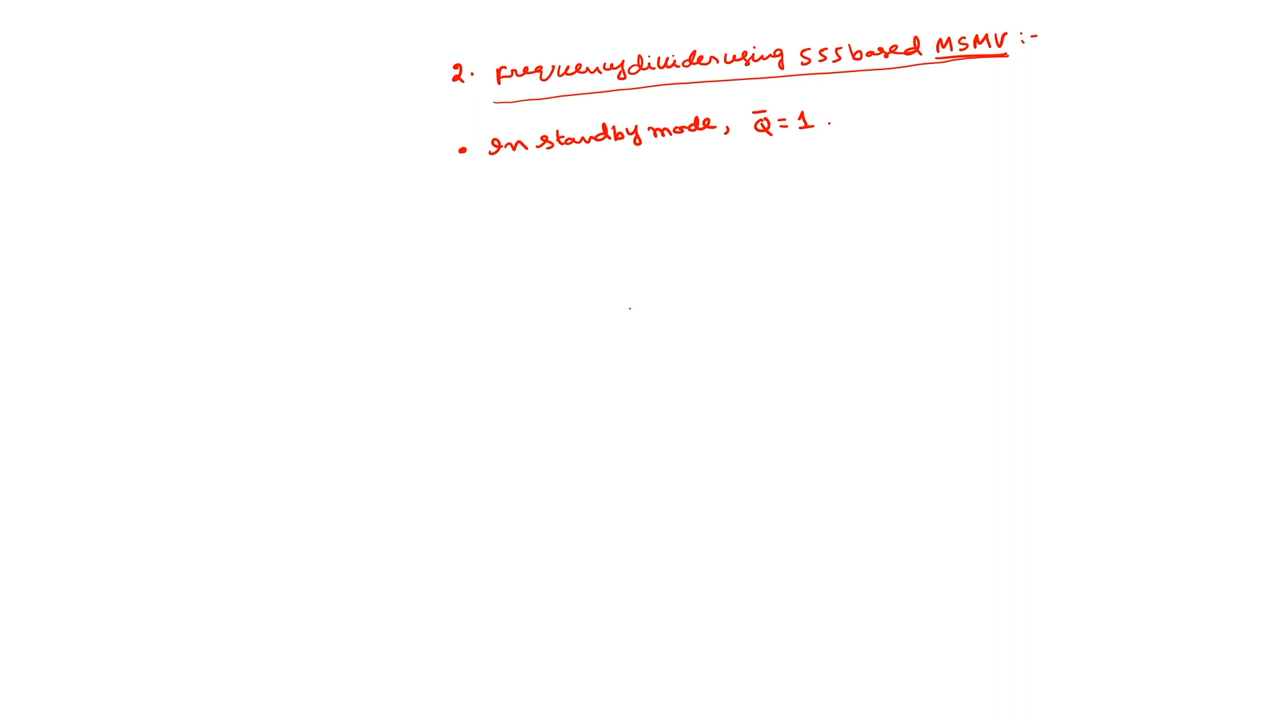 2. Frequency divider using 555 based MSMV :-
• In standby mode, Q̅ = 1 .